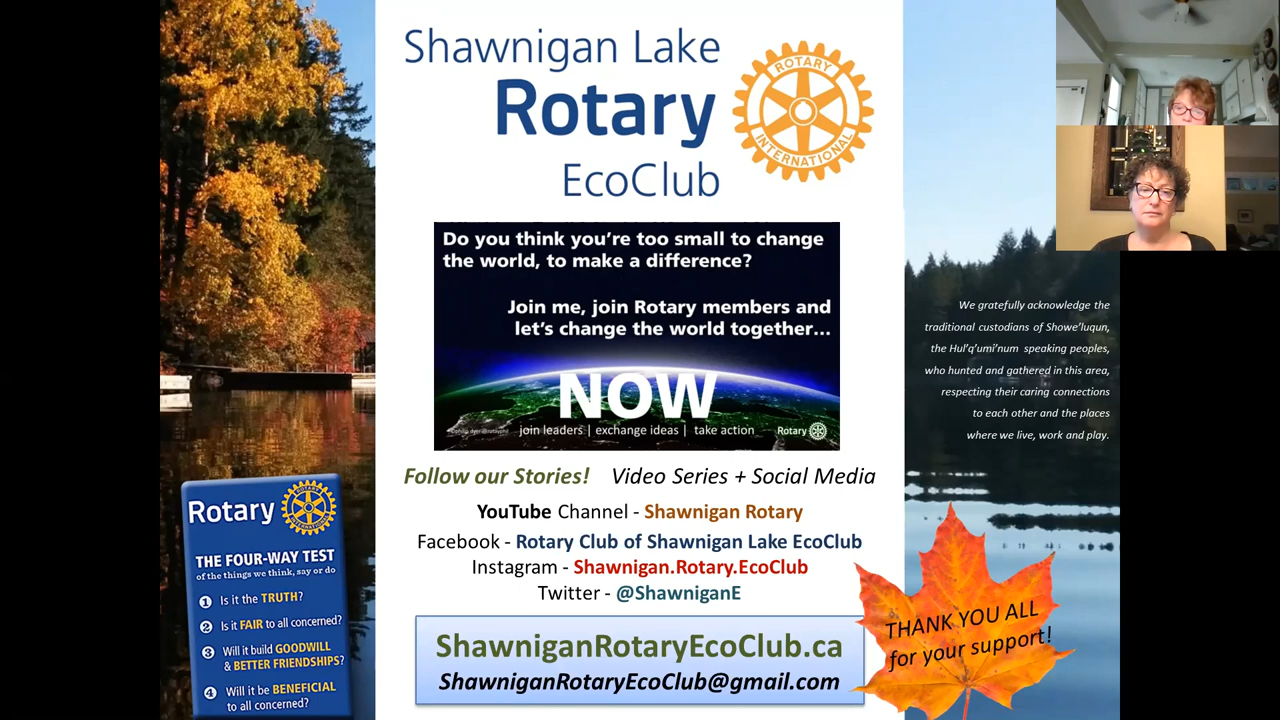 Shawnigan Lake
Rotary
EcoClub
ROTARY
INTERNATIONAL
Do you think you're too small to change
the world, to make a difference?
Join me, join Rotary members and
let's change the world together...
NOW
join leaders | exchange ideas | take action
Rotary
Follow our Stories! Video Series + Social Media
YouTube Channel - Shawnigan Rotary
Facebook - Rotary Club of Shawnigan Lake EcoClub
Instagram - Shawnigan.Rotary.EcoClub
Twitter - @ShawniganE
ShawniganRotaryEcoClub.ca
ShawniganRotaryEcoClub@gmail.com
Rotary
THE FOUR-WAY TEST
of the things we think, say or do
1 Is it the TRUTH?
2 Is it FAIR to all concerned?
3 Will it build GOODWILL
& BETTER FRIENDSHIPS?
4 Will it be BENEFICIAL
to all concerned?
We gratefully acknowledge the
traditional custodians of Showe'luqun,
the Hul'q'umi'num speaking peoples,
who hunted and gathered in this area,
respecting their caring connections
to each other and the places
where we live, work and play.
THANK YOU ALL
for your support!